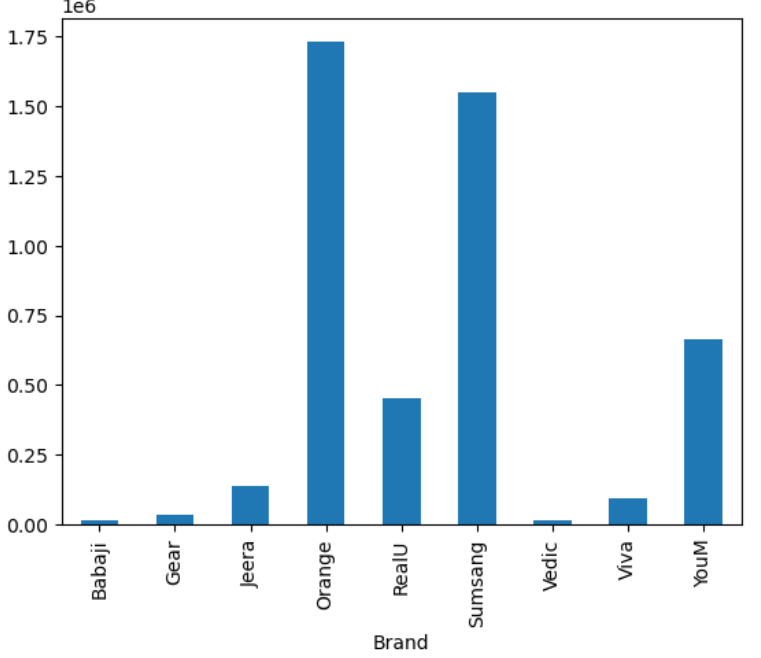 1e6
1.75
1.50
1.25
1.00
0.75
0.50
0.25
0.00
Babaji
Gear
Jeera
Orange
RealU
Sumsang
Vedic
Viva
YouM
Brand